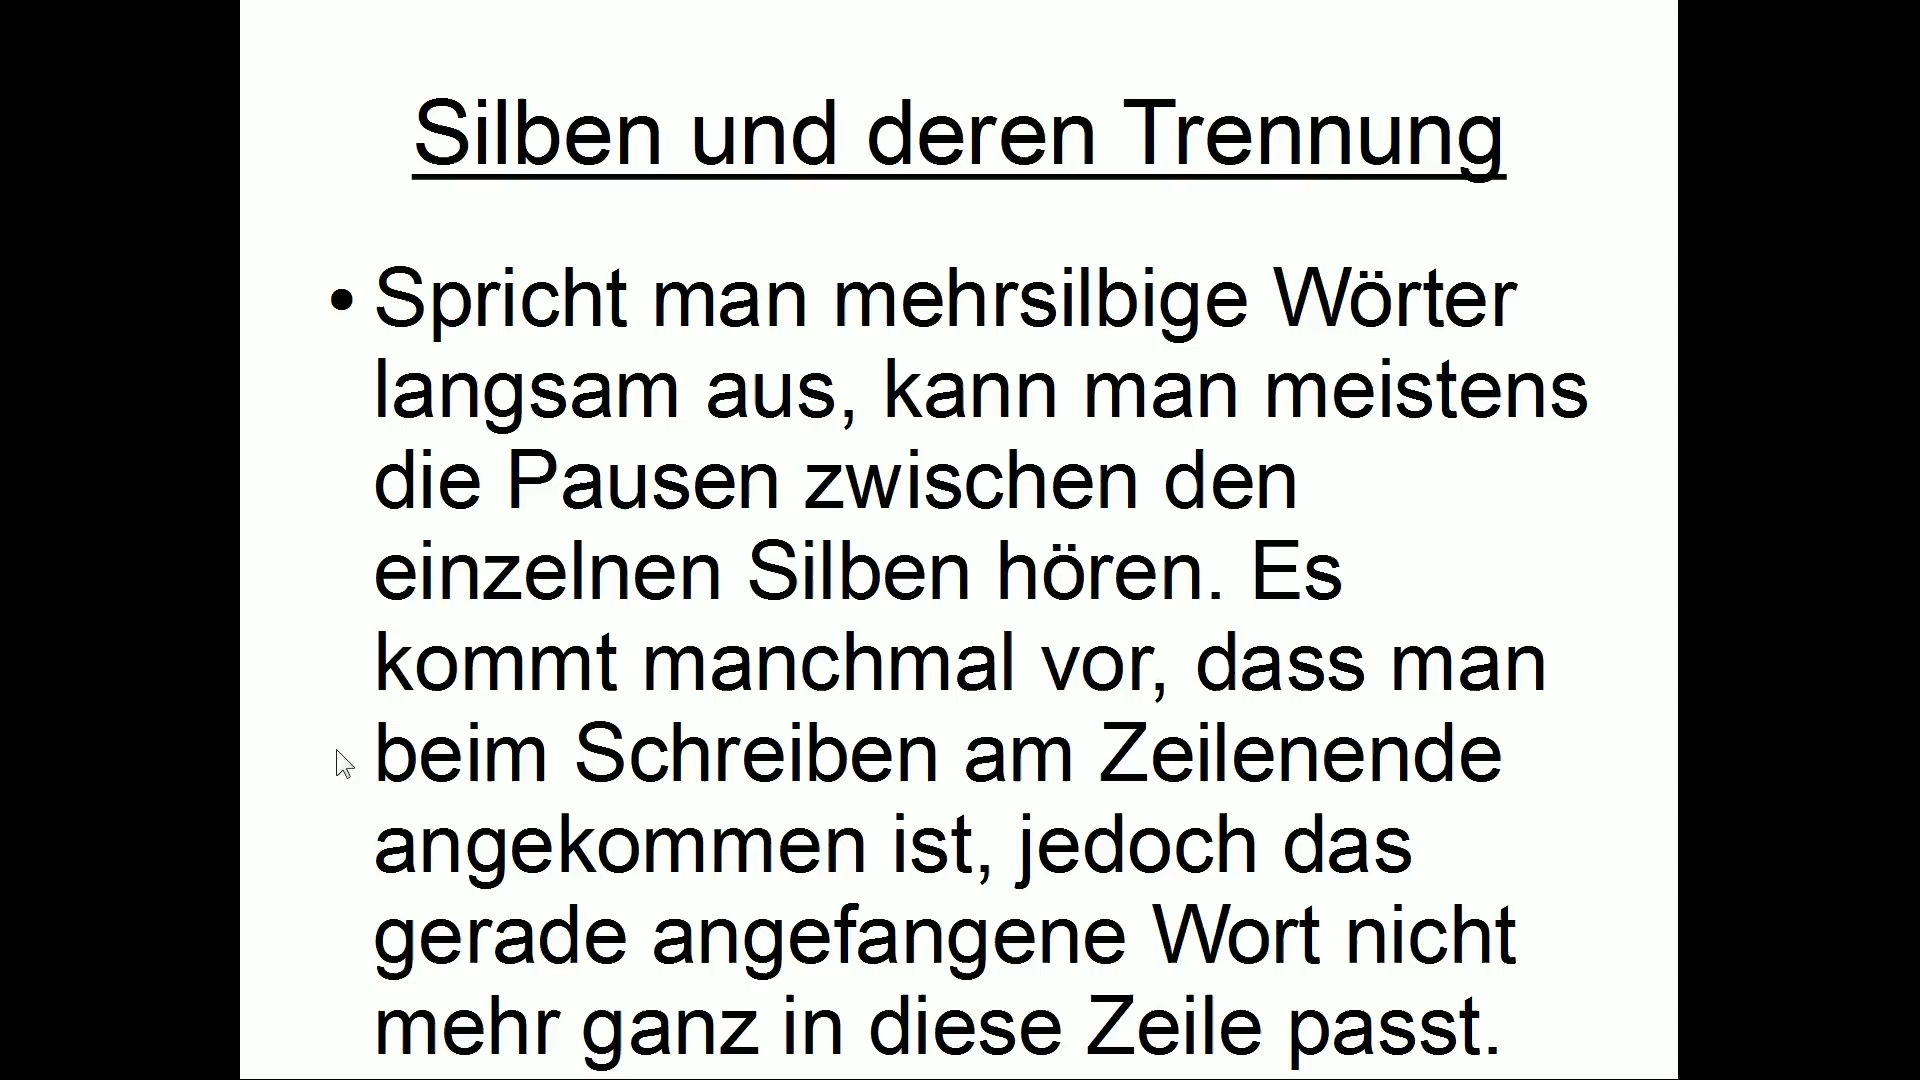 Silben und deren Trennung
• Spricht man mehrsilbige Wörter
langsam aus, kann man meistens
die Pausen zwischen den
einzelnen Silben hören. Es
kommt manchmal vor, dass man
beim Schreiben am Zeilenende
angekommen ist, jedoch das
gerade angefangene Wort nicht
mehr ganz in diese Zeile passt.